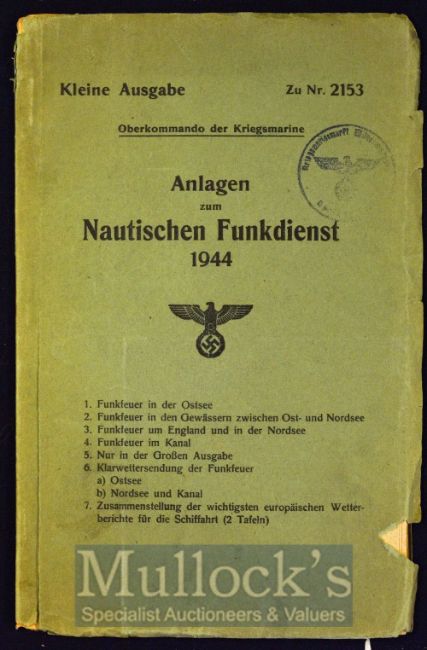 Kleine Ausgabe Zu Nr. 2153
Oberkommando der Kriegsmarine
Anlagen
zum
Nautischen Funkdienst
1944
1. Funkfeuer in der Ostsee
2. Funkfeuer in den Gewässern zwischen Ost- und Nordsee
3. Funkfeuer um England und in der Nordsee
4. Funkfeuer im Kanal
5. Nur in der Großen Ausgabe
6. Klarwettersendung der Funkfeuer
a) Ostsee
b) Nordsee und Kanal
7. Zusammenstellung der wichtigsten europäischen Wetter-
berichte für die Schiffahrt (2 Tafeln)
Mullock's
Specialist Auctioneers & Valuers